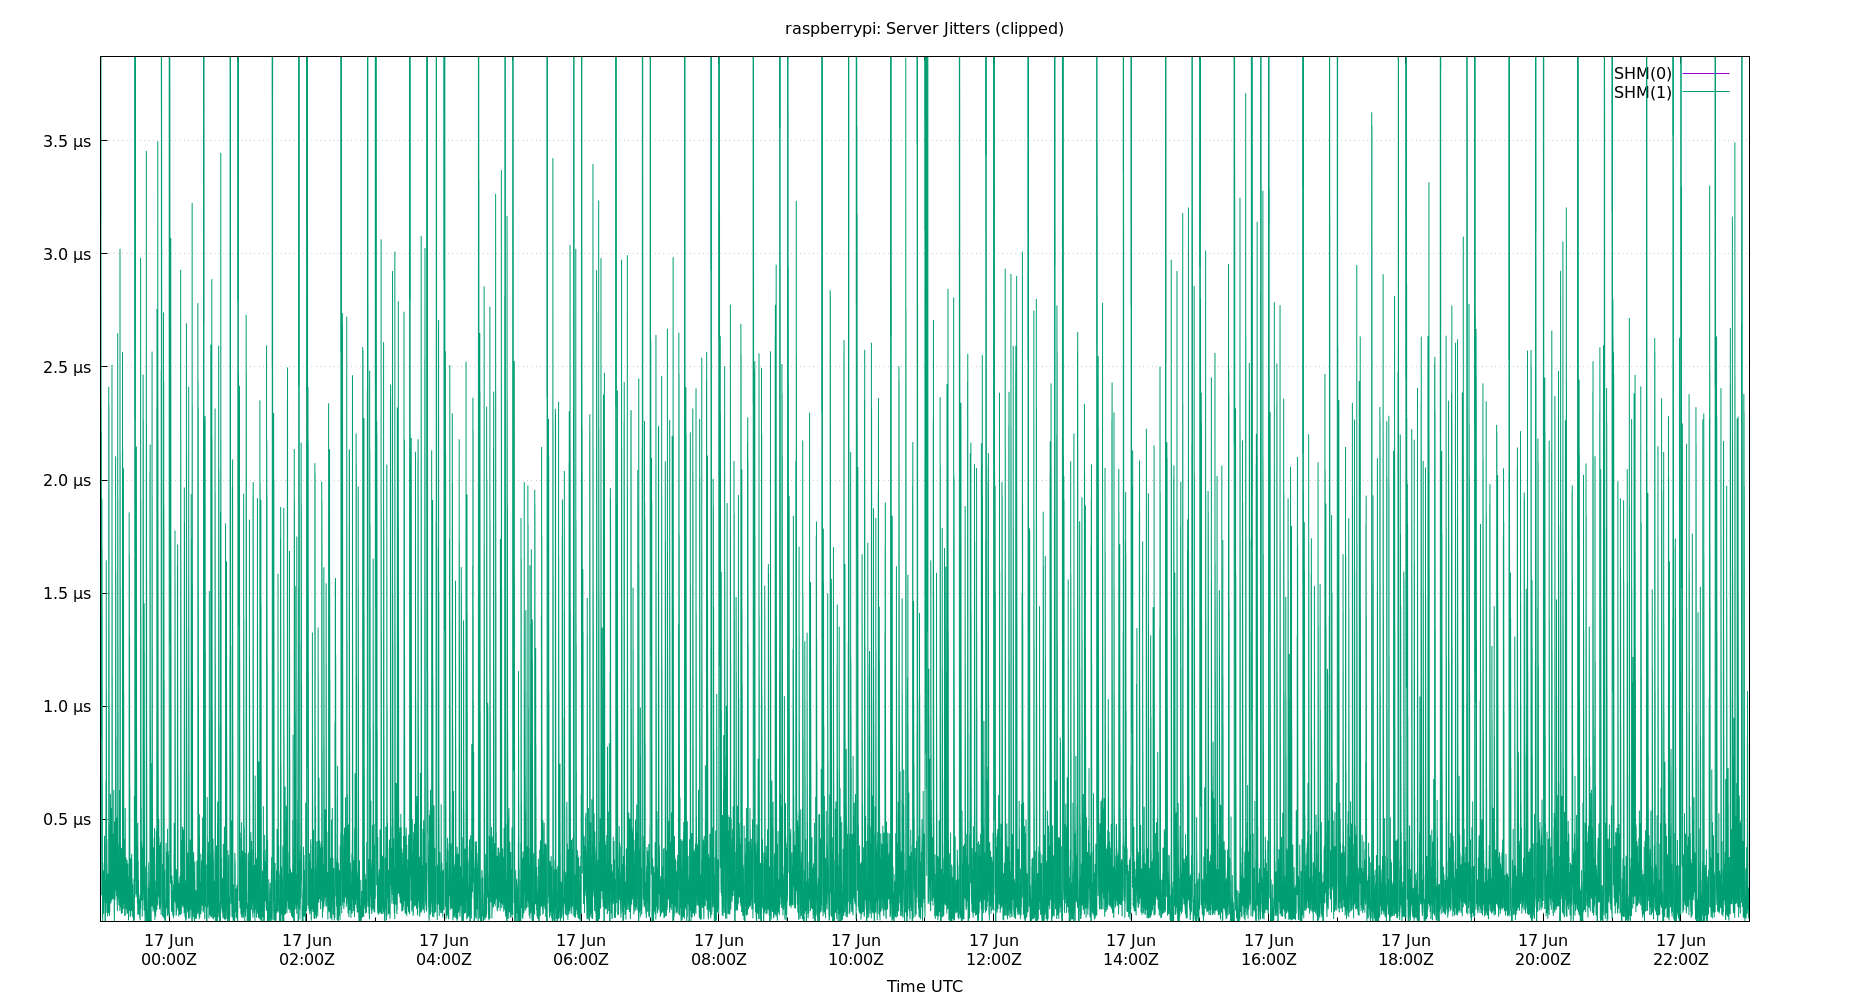 raspberrypi: Server Jitters (clipped)
SHM(0)
SHM(1)
3.5 µs
3.0 µs
2.5 µs
2.0 µs
1.5 µs
1.0 µs
0.5 µs
17 Jun 17 Jun 17 Jun 17 Jun 17 Jun 17 Jun 17 Jun 17 Jun 17 Jun 17 Jun 17 Jun 17 Jun
00:00Z 02:00Z 04:00Z 06:00Z 08:00Z 10:00Z 12:00Z 14:00Z 16:00Z 18:00Z 20:00Z 22:00Z
Time UTC